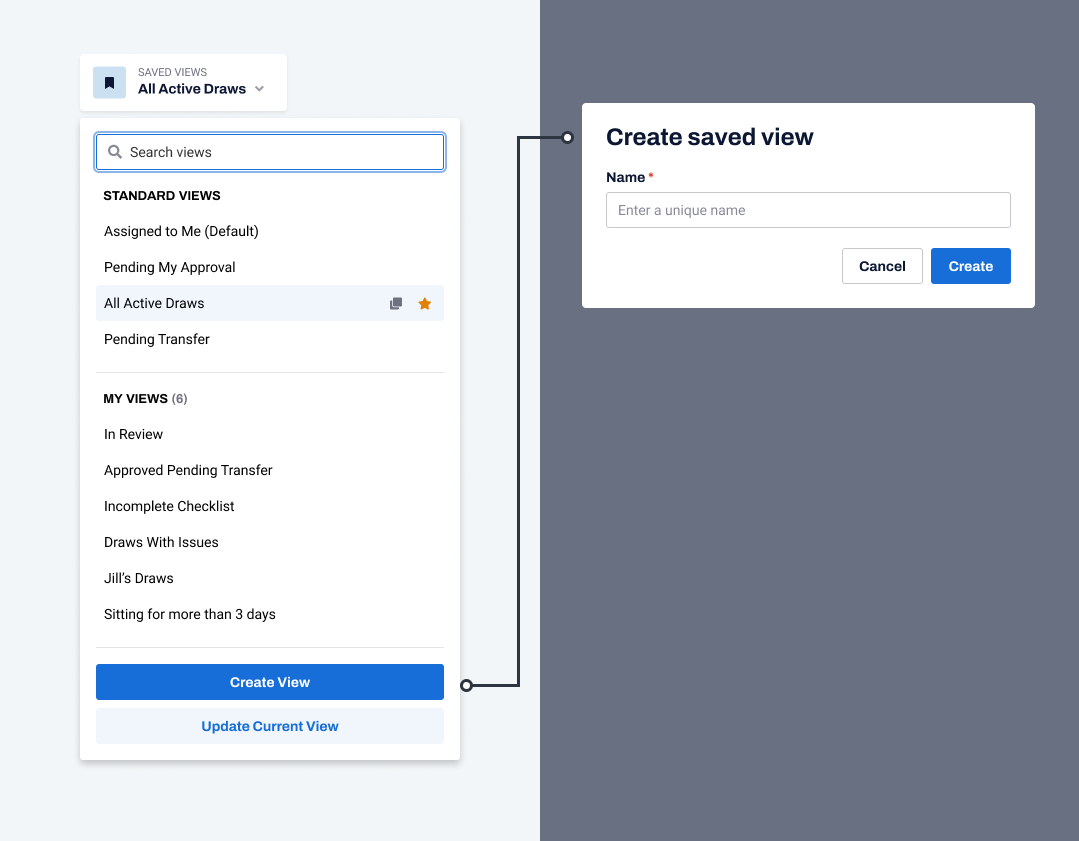 SAVED VIEWS
All Active Draws
Search views
STANDARD VIEWS
Assigned to Me (Default)
Pending My Approval
All Active Draws
Pending Transfer
MY VIEWS (6)
In Review
Approved Pending Transfer
Incomplete Checklist
Draws With Issues
Jill’s Draws
Sitting for more than 3 days
Create View
Update Current View
Create saved view
Name *
Enter a unique name
Cancel
Create